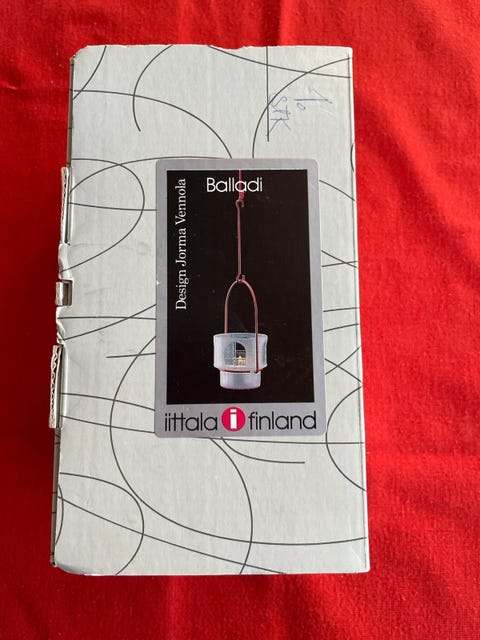 Balladi
Design Jorma Vennola
iittala i finland